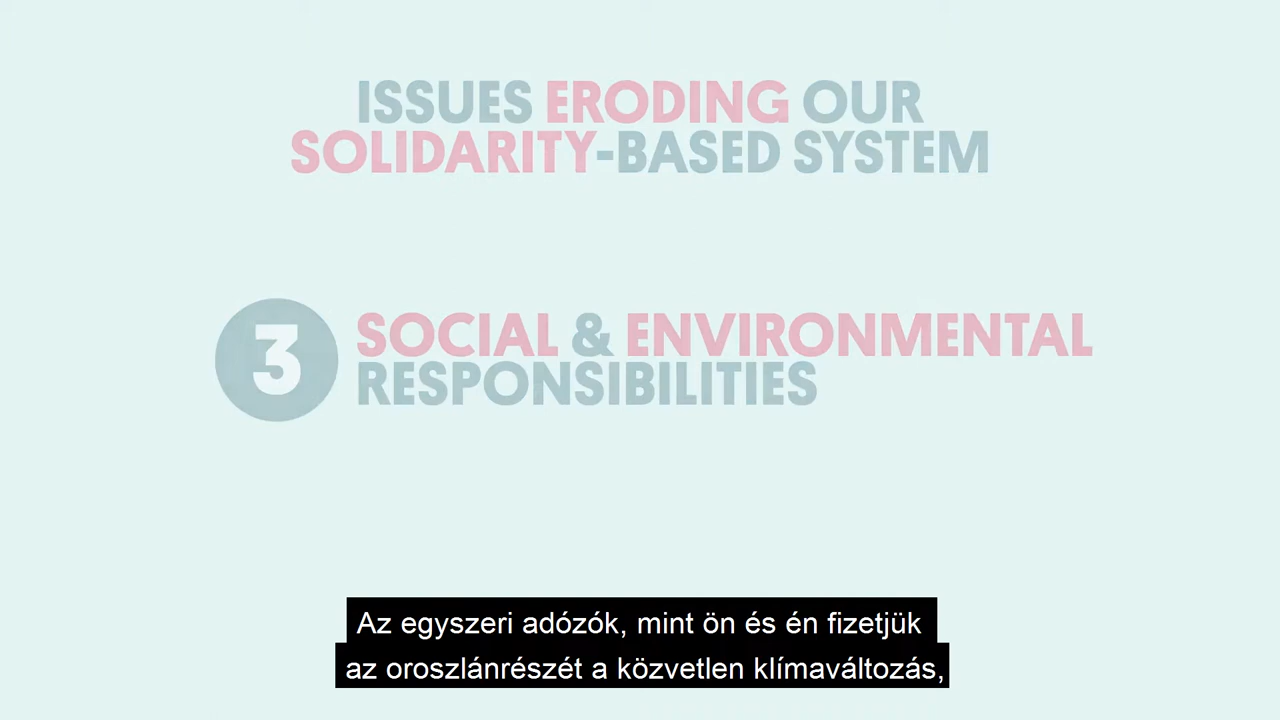 ISSUES ERODING OUR
SOLIDARITY-BASED SYSTEM
3
SOCIAL & ENVIRONMENTAL
RESPONSIBILITIES
Az egyszeri adózók, mint ön és én fizetjük
az oroszlánrészét a közvetlen klímaváltozás,